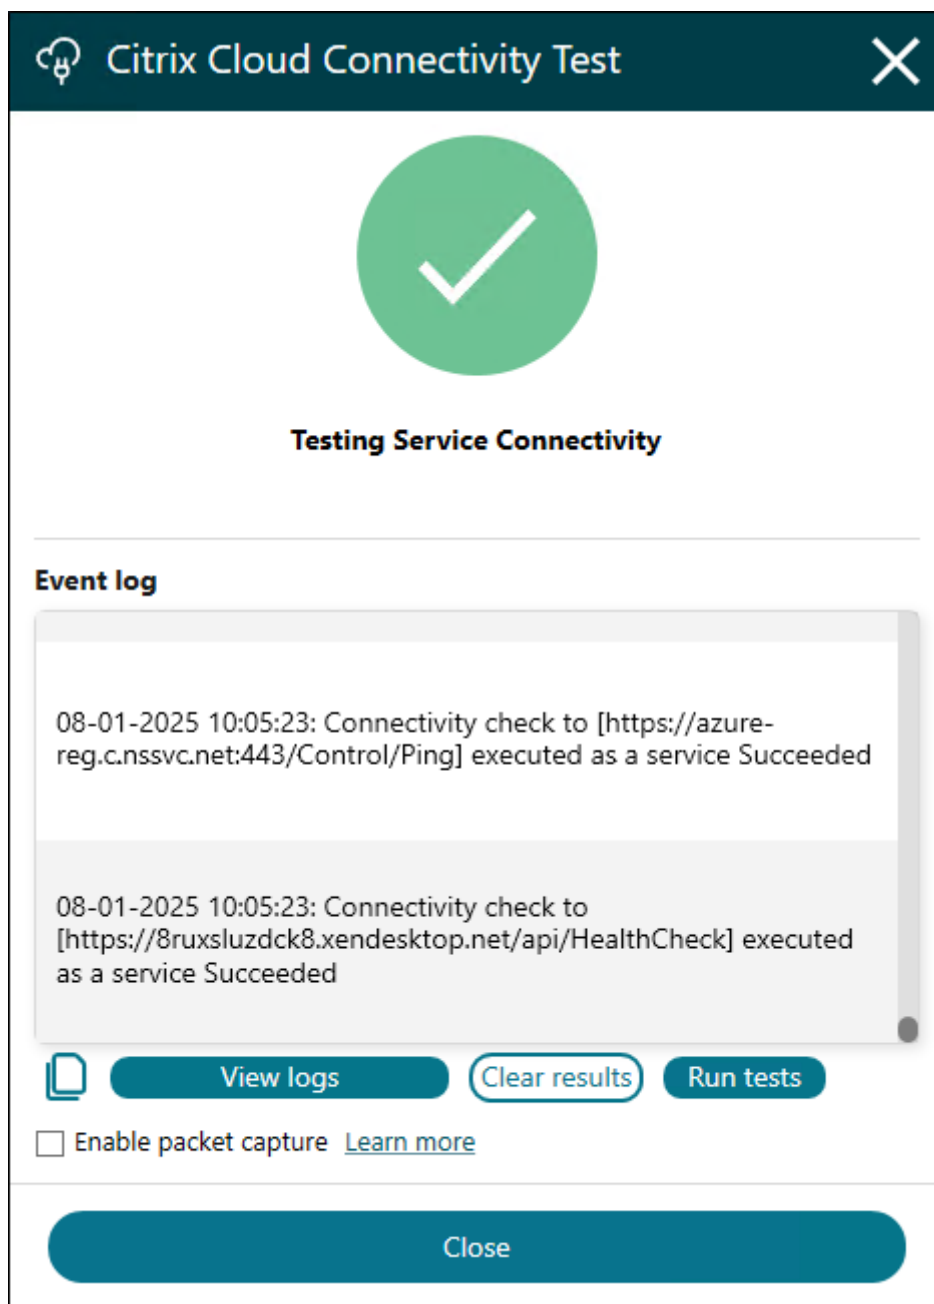 Citrix Cloud Connectivity Test
Testing Service Connectivity
Event log
08-01-2025 10:05:23: Connectivity check to [https://azure-
reg.c.nssvc.net:443/Control/Ping] executed as a service Succeeded
08-01-2025 10:05:23: Connectivity check to
[https://8ruxsluzdck8.xendesktop.net/api/HealthCheck] executed
as a service Succeeded
View logs
Clear results
Run tests
Enable packet capture Learn more
Close